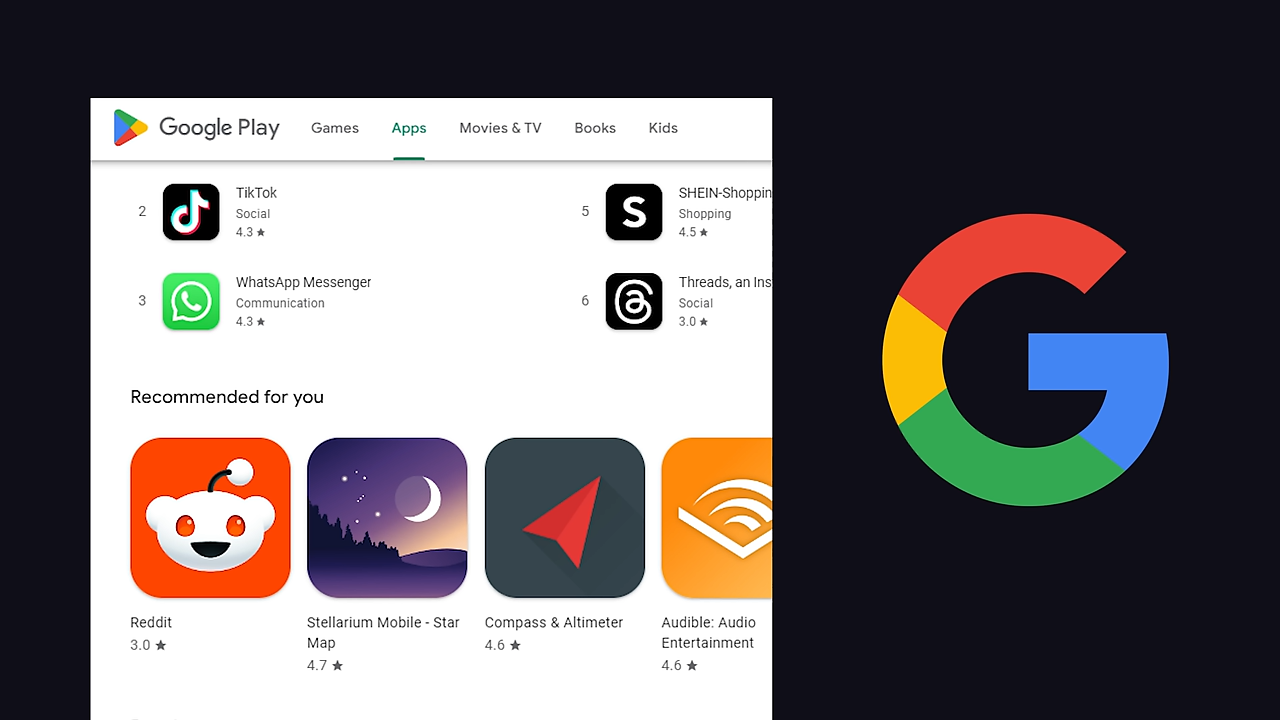 Google Play Games Apps Movies & TV Books Kids
2 TikTok
Social
4.3 ★
5 SHEIN-Shoppin
Shopping
4.5 ★
3 WhatsApp Messenger
Communication
4.3 ★
6 Threads, an Ins
Social
3.0 ★
Recommended for you
Reddit
3.0 ★
Stellarium Mobile - Star
Map
4.7 ★
Compass & Altimeter
4.6 ★
Audible: Audio
Entertainment
4.6 ★